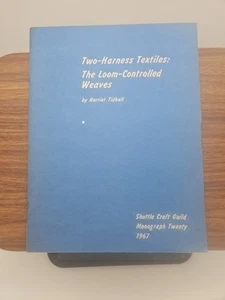 Two-Harness Textiles:
The Loom-Controlled
Weaves
by Harriet Tidball
Shuttle Craft Guild
Monograph Twenty
1967